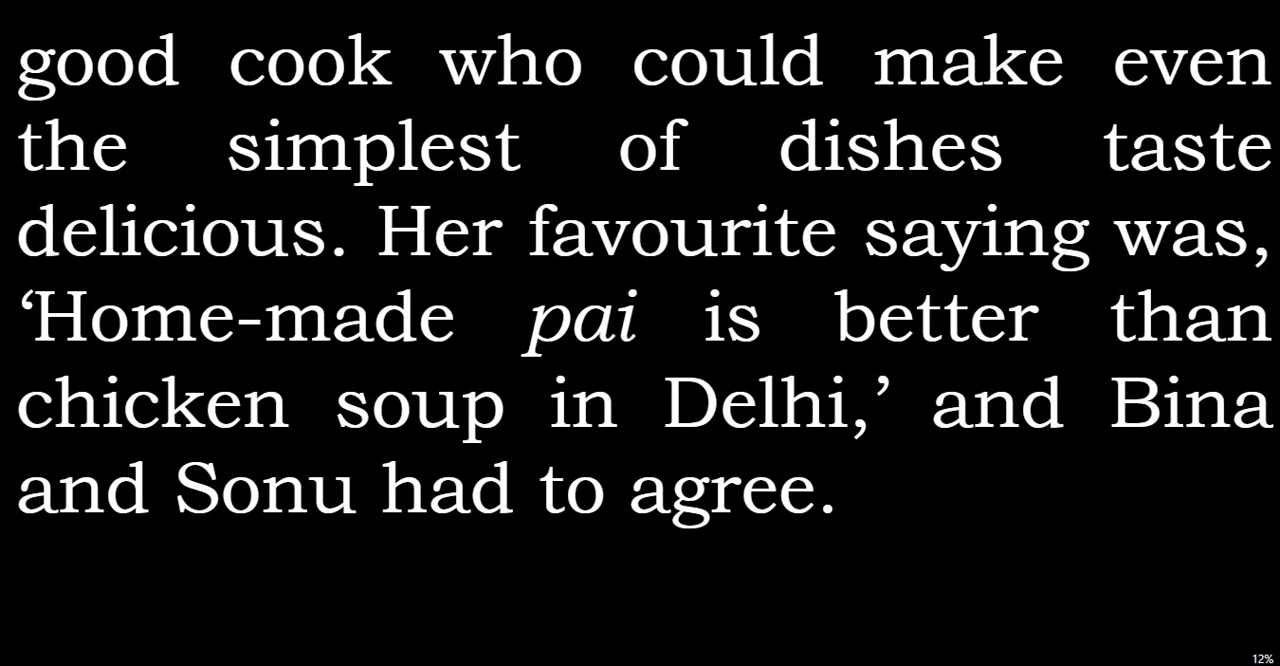 good cook who could make even
the simplest of dishes taste
delicious. Her favourite saying was,
‘Home-made pai is better than
chicken soup in Delhi,’ and Bina
and Sonu had to agree.
12%